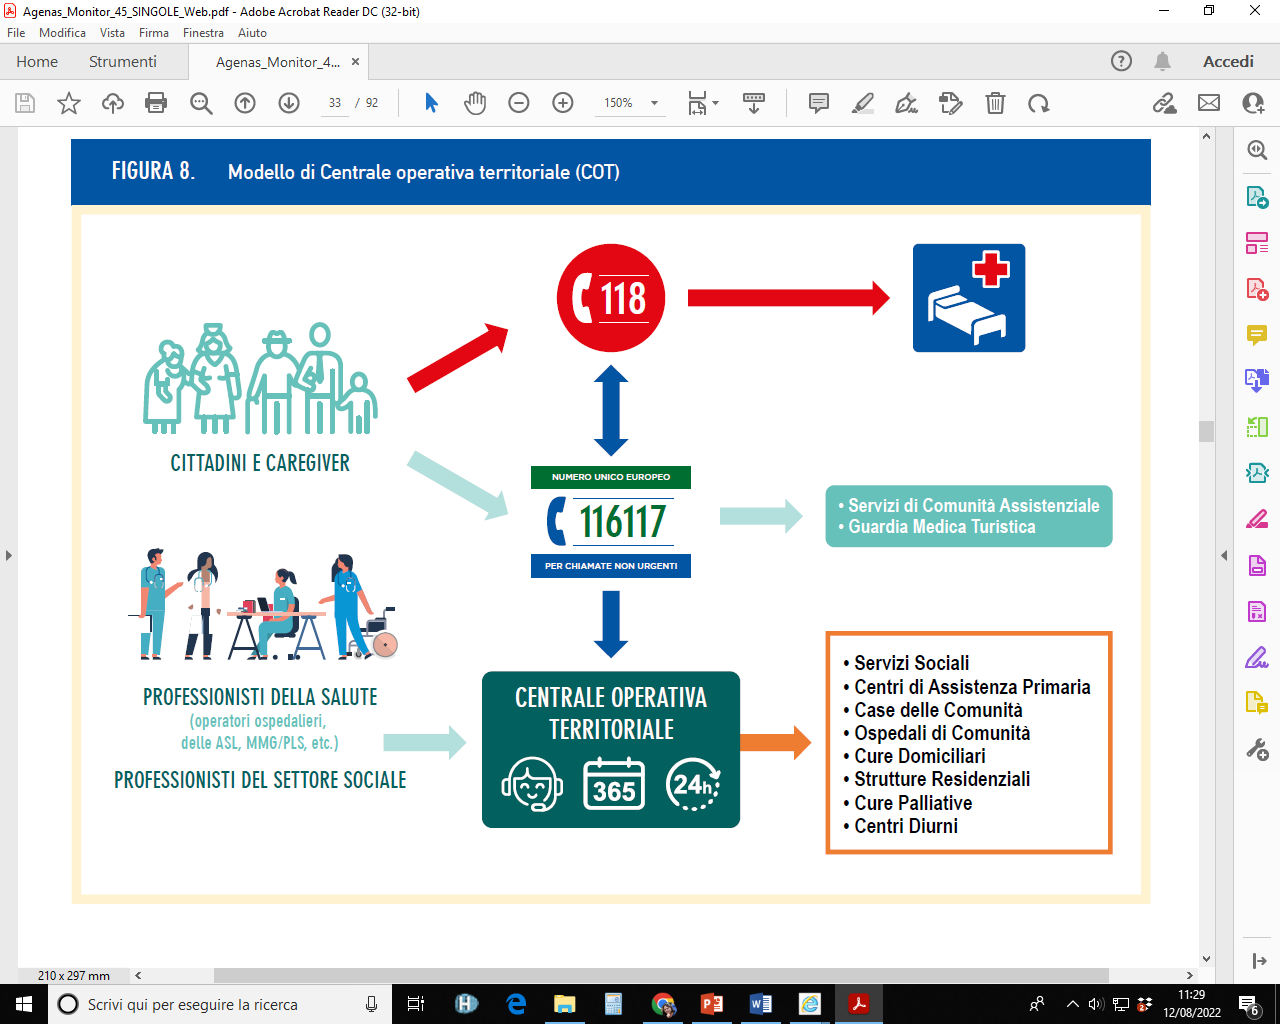 Agenas_Monitor_45_SINGOLE_Web.pdf - Adobe Acrobat Reader DC (32-bit)
File Modifica Vista Firma Finestra Aiuto
Home Strumenti Agenas_Monitor_4... × Accedi
33 / 92 150%
FIGURA 8. Modello di Centrale operativa territoriale (COT)
118
CITTADINI E CAREGIVER
NUMERO UNICO EUROPEO
116117
PER CHIAMATE NON URGENTI
• Servizi di Comunità Assistenziale
• Guardia Medica Turistica
PROFESSIONISTI DELLA SALUTE
(operatori ospedalieri,
delle ASL, MMG/PLS, etc.)
PROFESSIONISTI DEL SETTORE SOCIALE
CENTRALE OPERATIVA
TERRITORIALE
365
24h
• Servizi Sociali
• Centri di Assistenza Primaria
• Case delle Comunità
• Ospedali di Comunità
• Cure Domiciliari
• Strutture Residenziali
• Cure Palliative
• Centri Diurni
210 x 297 mm
Scrivi qui per eseguire la ricerca
11:29
12/08/2022
6